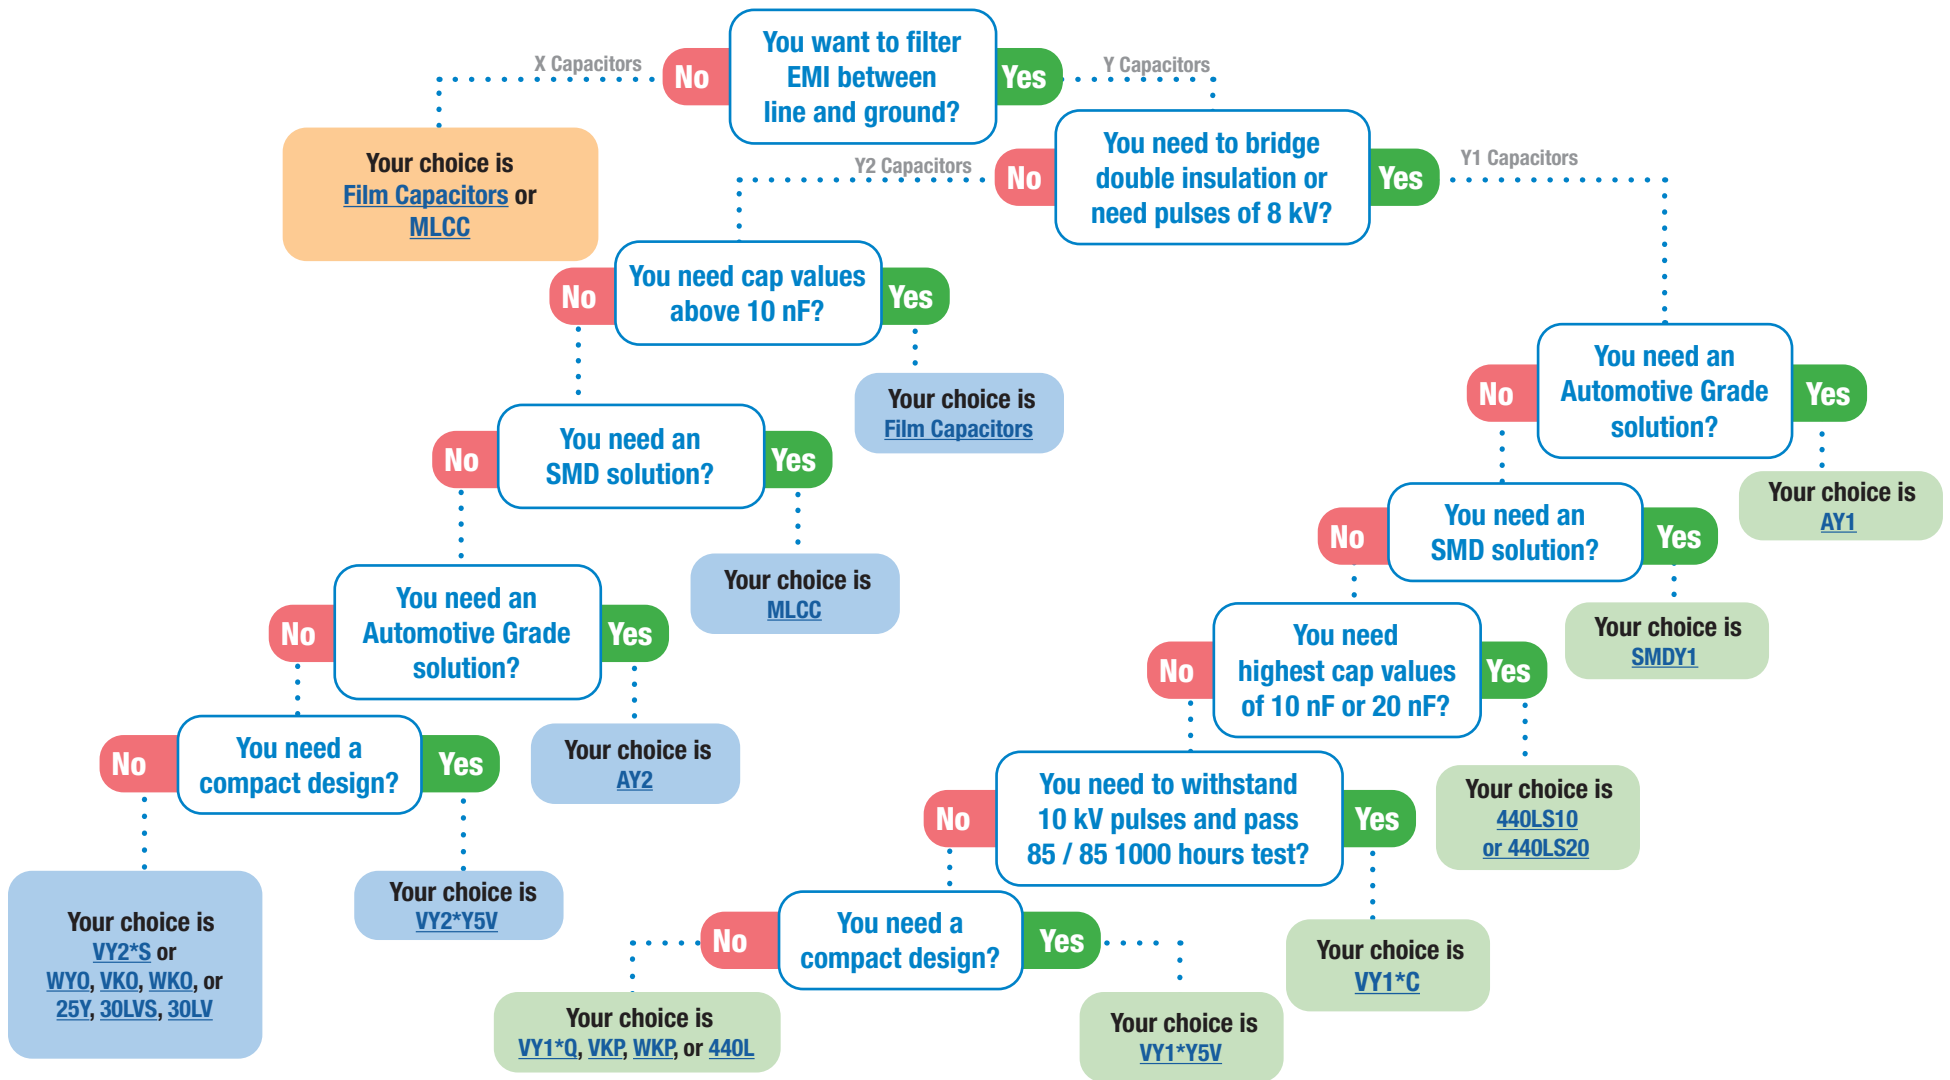 You want to filter
EMI between
line and ground?
No
Yes
X Capacitors
Y Capacitors
Your choice is
Film Capacitors or
MLCC
You need to bridge
double insulation or
need pulses of 8 kV?
No
Yes
Y2 Capacitors
Y1 Capacitors
You need cap values
above 10 nF?
No
Yes
Your choice is
Film Capacitors
You need an
SMD solution?
No
Yes
Your choice is
MLCC
You need an
Automotive Grade
solution?
No
Yes
Your choice is
AY2
You need a
compact design?
No
Yes
Your choice is
VY2*S or
WYO, VKO, WKO, or
25Y, 30LVS, 30LV
Your choice is
VY2*Y5V
You need an
Automotive Grade
solution?
No
Yes
Your choice is
AY1
You need an
SMD solution?
No
Yes
Your choice is
SMDY1
You need
highest cap values
of 10 nF or 20 nF?
No
Yes
Your choice is
440LS10
or 440LS20
You need to withstand
10 kV pulses and pass
85 / 85 1000 hours test?
No
Yes
Your choice is
VY1*C
You need a
compact design?
No
Yes
Your choice is
VY1*Q, VKP, WKP, or 440L
Your choice is
VY1*Y5V